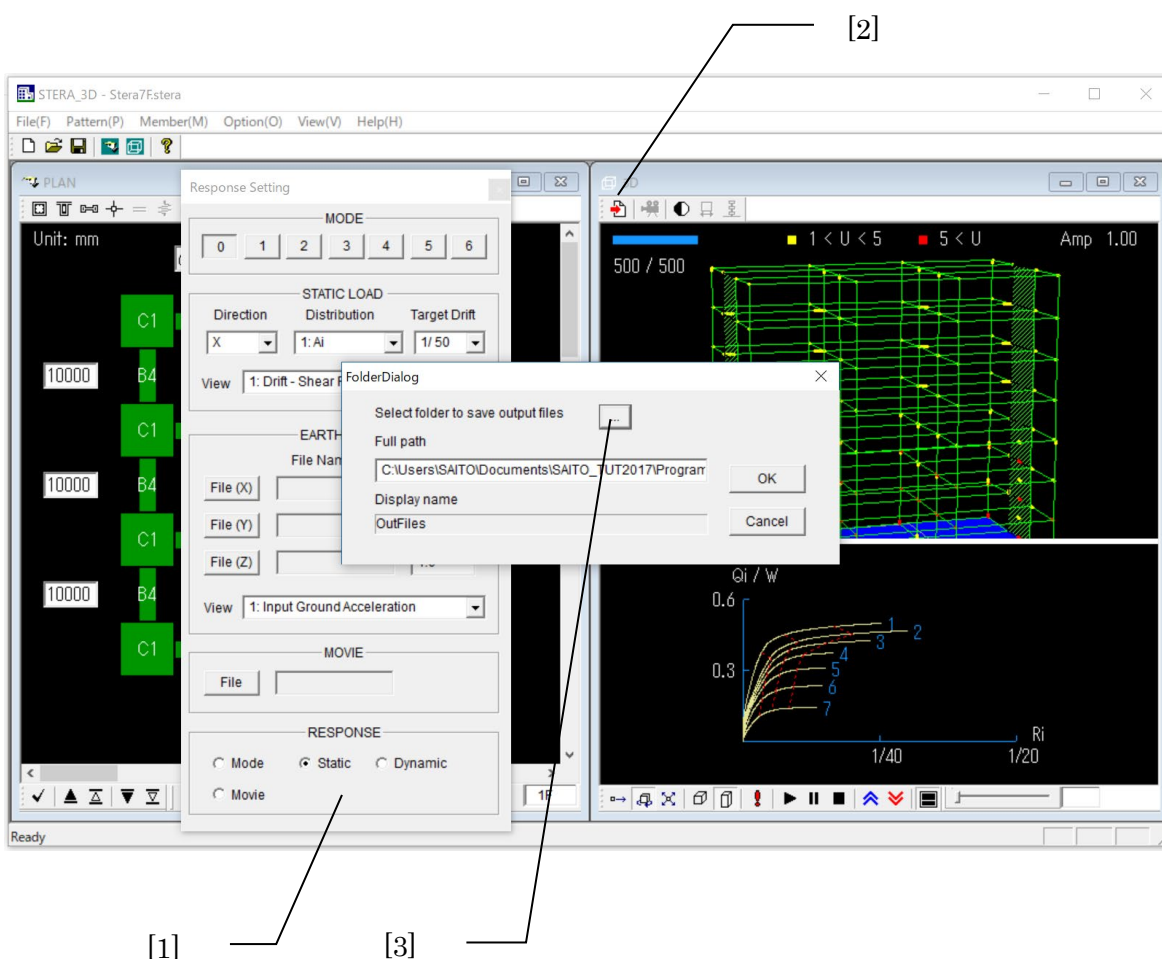 [2]
STERA_3D - Stera7F.stera
File(F) Pattern(P) Member(M) Option(O) View(V) Help(H)
PLAN
Unit: mm
C1
10000 B4
C1
10000 B4
C1
10000 B4
C1
1F
Response Setting
MODE
0 1 2 3 4 5 6
STATIC LOAD
Direction Distribution Target Drift
X 1: Ai 1/ 50
View 1: Drift - Shear
EARTH
File Nam
File (X)
File (Y)
File (Z)
View 1: Input Ground Acceleration
MOVIE
File
RESPONSE
Mode Static Dynamic
Movie
FolderDialog
Select folder to save output files ...
Full path
C:\Users\SAITO\Documents\SAITO_TUT2017\Program
OK
Display name
OutFiles
Cancel
3D
1 < U < 5 5 < U Amp 1.00
500 / 500
Qi / W
0.6
0.3
1
2
3
4
5
6
7
Ri
1/40 1/20
Ready
[1] [3]